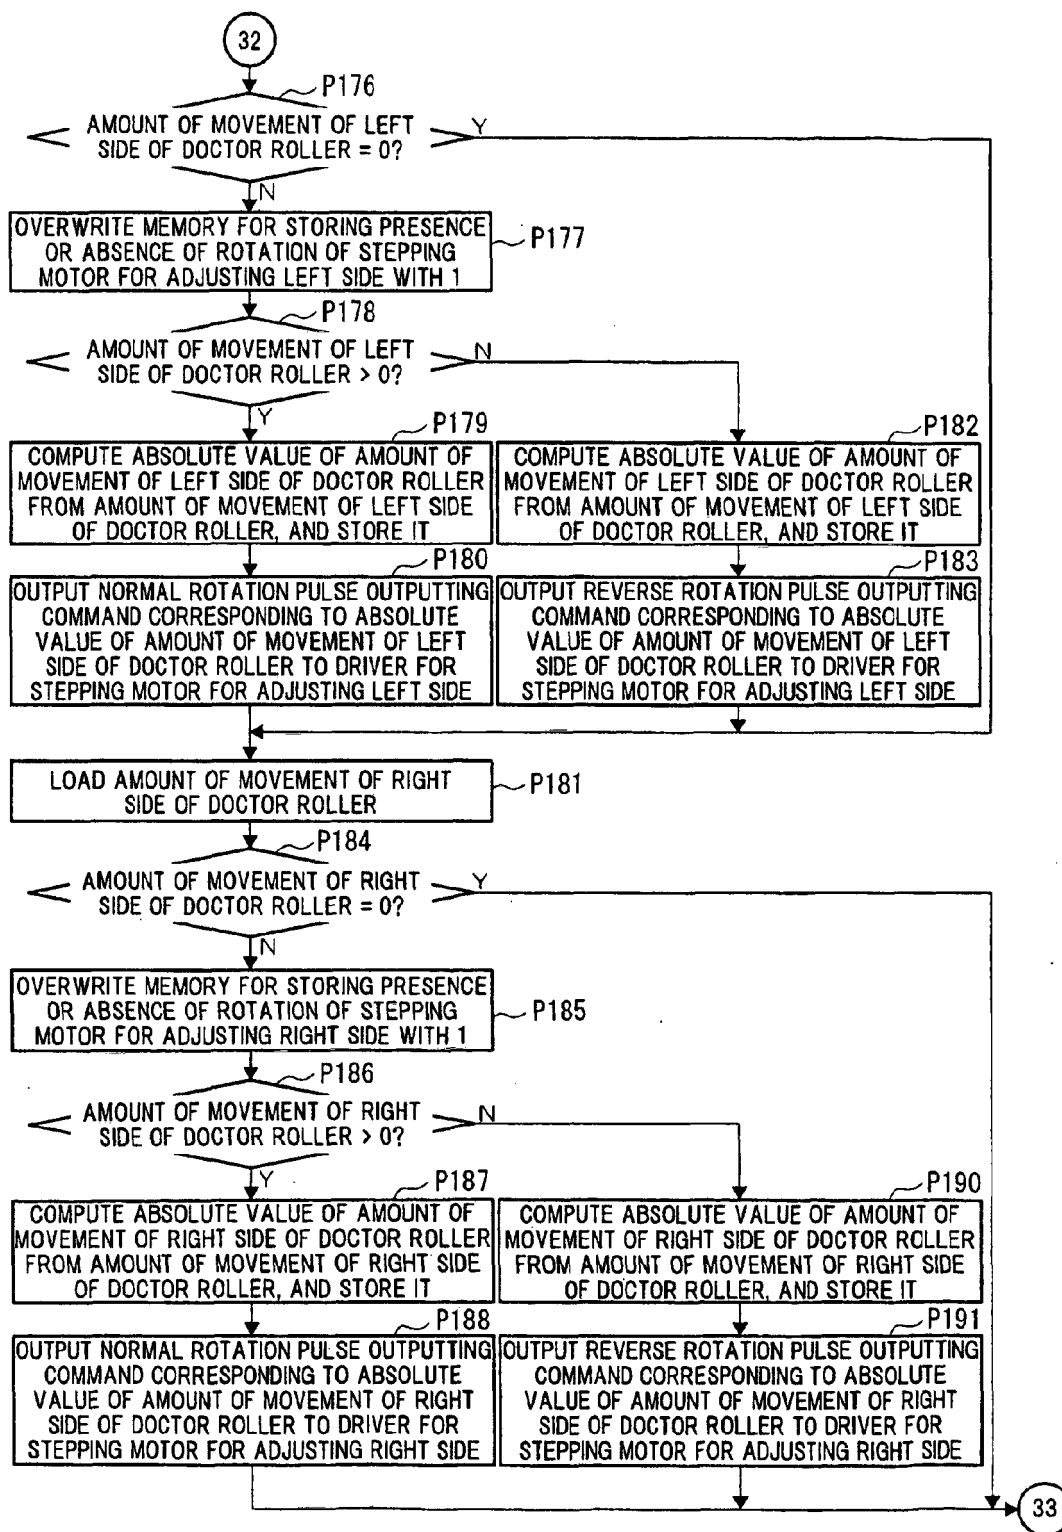 32
P176
AMOUNT OF MOVEMENT OF LEFT
SIDE OF DOCTOR ROLLER = 0?
Y
N
OVERWRITE MEMORY FOR STORING PRESENCE
OR ABSENCE OF ROTATION OF STEPPING
MOTOR FOR ADJUSTING LEFT SIDE WITH 1
P177
P178
AMOUNT OF MOVEMENT OF LEFT
SIDE OF DOCTOR ROLLER > 0?
N
Y
P179
COMPUTE ABSOLUTE VALUE OF AMOUNT OF
MOVEMENT OF LEFT SIDE OF DOCTOR ROLLER
FROM AMOUNT OF MOVEMENT OF LEFT SIDE
OF DOCTOR ROLLER, AND STORE IT
P182
COMPUTE ABSOLUTE VALUE OF AMOUNT OF
MOVEMENT OF LEFT SIDE OF DOCTOR ROLLER
FROM AMOUNT OF MOVEMENT OF LEFT SIDE
OF DOCTOR ROLLER, AND STORE IT
P180
OUTPUT NORMAL ROTATION PULSE OUTPUTING
COMMAND CORRESPONDING TO ABSOLUTE
VALUE OF AMOUNT OF MOVEMENT OF LEFT
SIDE OF DOCTOR ROLLER TO DRIVER FOR
STEPPING MOTOR FOR ADJUSTING LEFT SIDE
P183
OUTPUT REVERSE ROTATION PULSE OUTPUTING
COMMAND CORRESPONDING TO ABSOLUTE
VALUE OF AMOUNT OF MOVEMENT OF LEFT
SIDE OF DOCTOR ROLLER TO DRIVER FOR
STEPPING MOTOR FOR ADJUSTING LEFT SIDE
LOAD AMOUNT OF MOVEMENT OF RIGHT
SIDE OF DOCTOR ROLLER
P181
P184
AMOUNT OF MOVEMENT OF RIGHT
SIDE OF DOCTOR ROLLER = 0?
Y
N
OVERWRITE MEMORY FOR STORING PRESENCE
OR ABSENCE OF ROTATION OF STEPPING
MOTOR FOR ADJUSTING RIGHT SIDE WITH 1
P185
P186
AMOUNT OF MOVEMENT OF RIGHT
SIDE OF DOCTOR ROLLER > 0?
N
Y
P187
COMPUTE ABSOLUTE VALUE OF AMOUNT OF
MOVEMENT OF RIGHT SIDE OF DOCTOR ROLLER
FROM AMOUNT OF MOVEMENT OF RIGHT SIDE
OF DOCTOR ROLLER, AND STORE IT
P190
COMPUTE ABSOLUTE VALUE OF AMOUNT OF
MOVEMENT OF RIGHT SIDE OF DOCTOR ROLLER
FROM AMOUNT OF MOVEMENT OF RIGHT SIDE
OF DOCTOR ROLLER, AND STORE IT
P188
OUTPUT NORMAL ROTATION PULSE OUTPUTTING
COMMAND CORRESPONDING TO ABSOLUTE
VALUE OF AMOUNT OF MOVEMENT OF RIGHT
SIDE OF DOCTOR ROLLER TO DRIVER FOR
STEPPING MOTOR FOR ADJUSTING RIGHT SIDE
P191
OUTPUT REVERSE ROTATION PULSE OUTPUTTING
COMMAND CORRESPONDING TO ABSOLUTE
VALUE OF AMOUNT OF MOVEMENT OF RIGHT
SIDE OF DOCTOR ROLLER TO DRIVER FOR
STEPPING MOTOR FOR ADJUSTING RIGHT SIDE
33